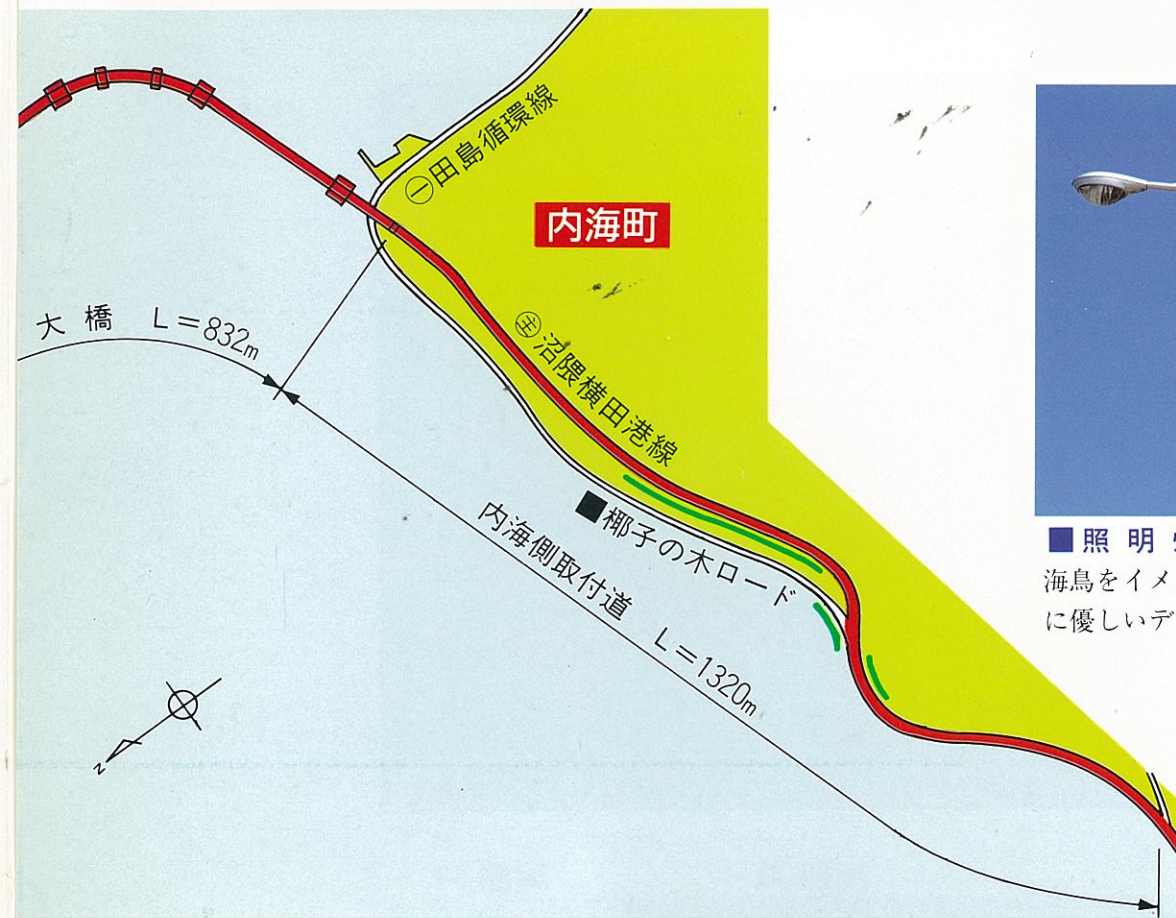 ㊀田島循環線
内海町
大橋 L=832m
㊍沼隈横田港線
■椰子の木ロード
内海側取付道 L=1320m
N
■照明
海鳥をイメ
に優しいデ